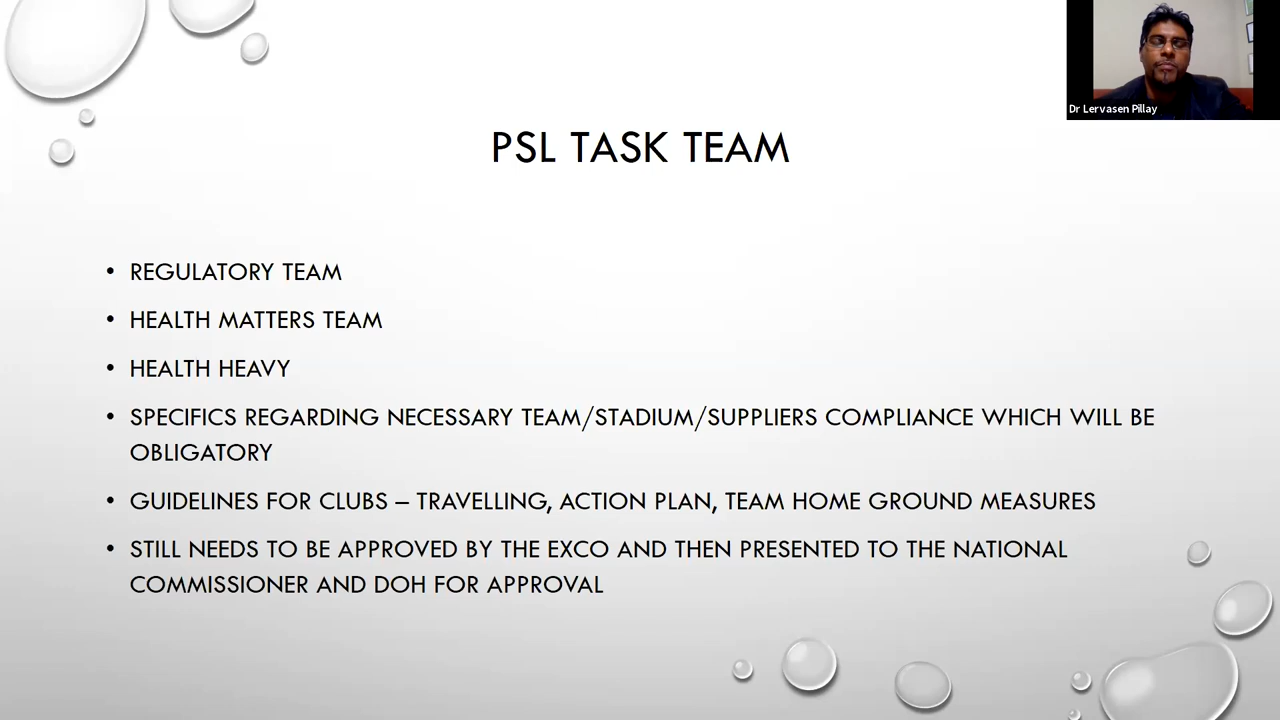 Dr Lervasen Pillay
PSL TASK TEAM
• REGULATORY TEAM
• HEALTH MATTERS TEAM
• HEALTH HEAVY
• SPECIFICS REGARDING NECESSARY TEAM/STADIUM/SUPPLIERS COMPLIANCE WHICH WILL BE
OBLIGATORY
• GUIDELINES FOR CLUBS – TRAVELLING, ACTION PLAN, TEAM HOME GROUND MEASURES
• STILL NEEDS TO BE APPROVED BY THE EXCO AND THEN PRESENTED TO THE NATIONAL
COMMISSIONER AND DOH FOR APPROVAL